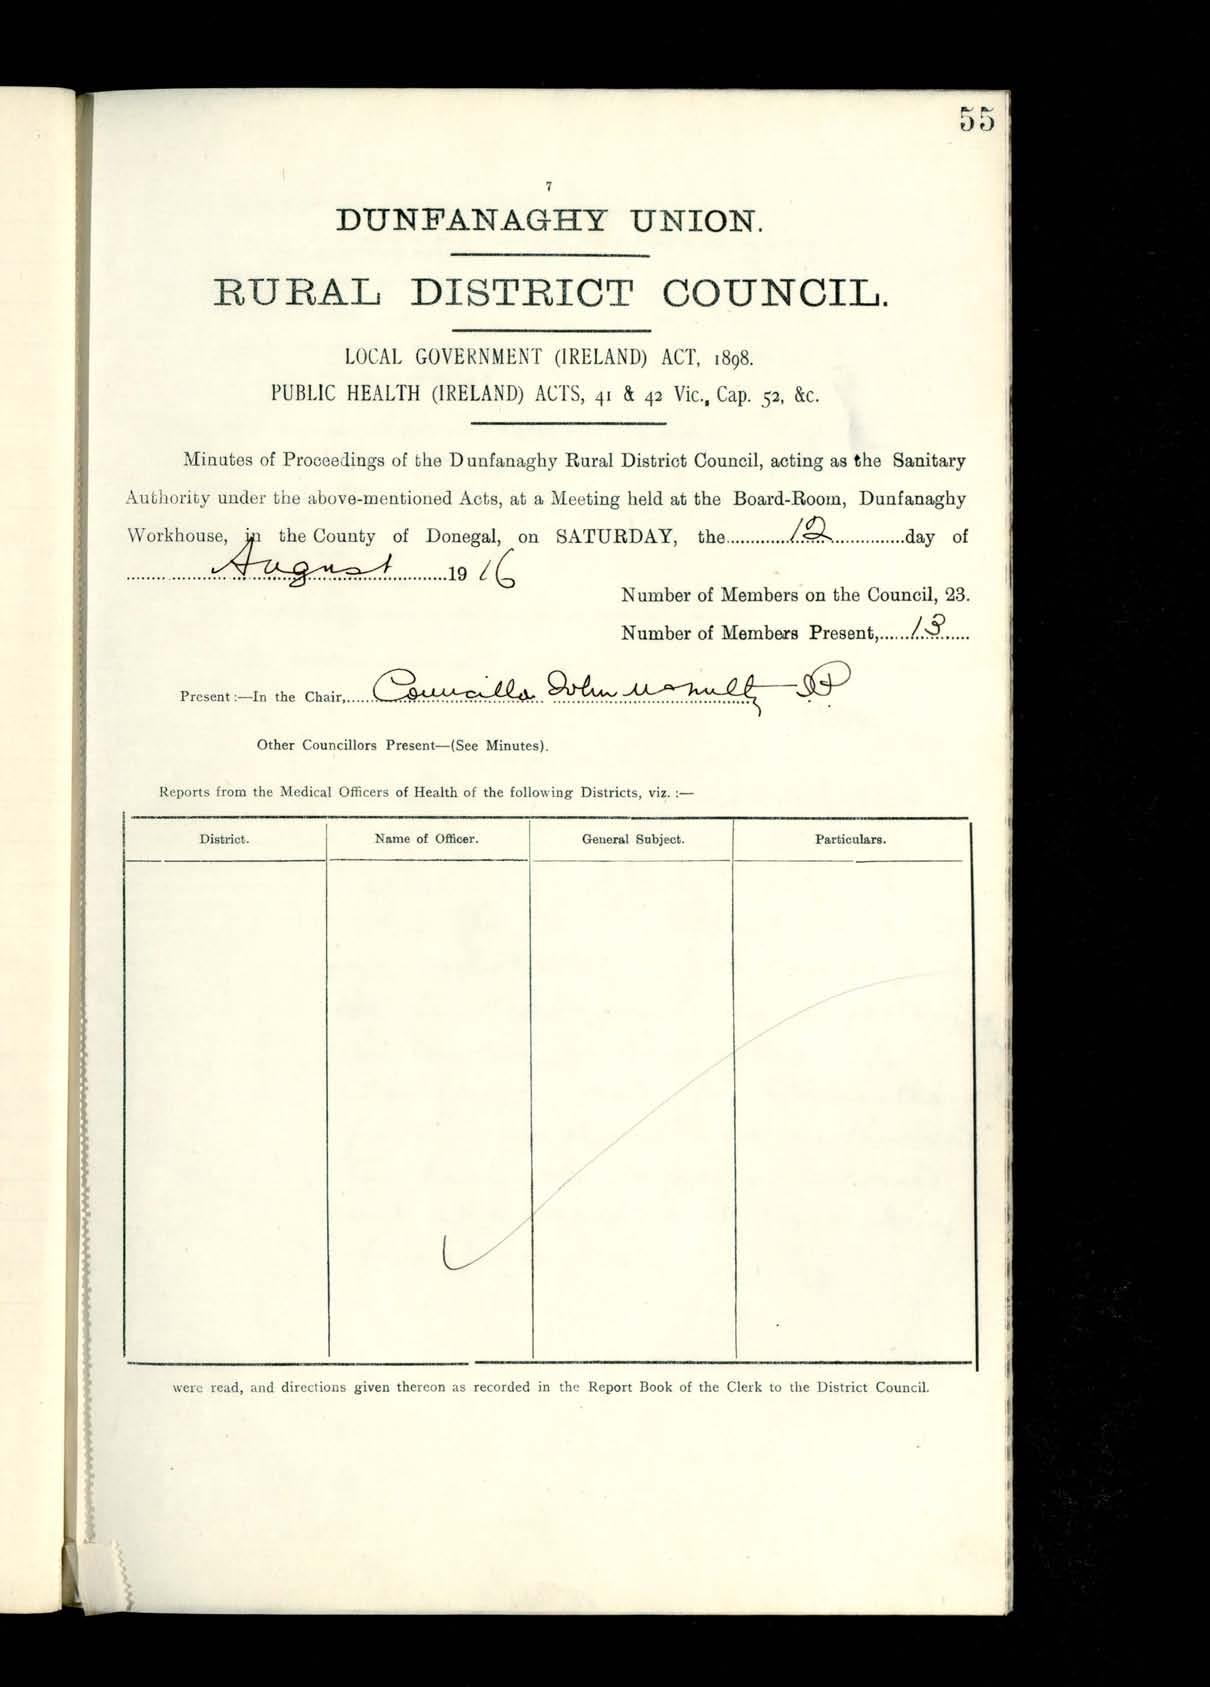 55
7
DUNFANAGHY UNION.
RURAL DISTRICT COUNCIL.
LOCAL GOVERNMENT (IRELAND) ACT, 1898.
PUBLIC HEALTH (IRELAND) ACTS, 41 & 42 Vic., Cap. 52, &c.
Minutes of Proceedings of the Dunfanaghy Rural District Council, acting as the Sanitary
Authority under the above-mentioned Acts, at a Meeting held at the Board-Room, Dunfanaghy
Workhouse, in the County of Donegal, on SATURDAY, the 12 day of
August 1916
Number of Members on the Council, 23.
Number of Members Present, 13
Present:—In the Chair, Councillor John McNulty JP
Other Councillors Present—(See Minutes).
Reports from the Medical Officers of Health of the following Districts, viz.:—
District. Name of Officer. General Subject. Particulars.
were read, and directions given thereon as recorded in the Report Book of the Clerk to the District Council.